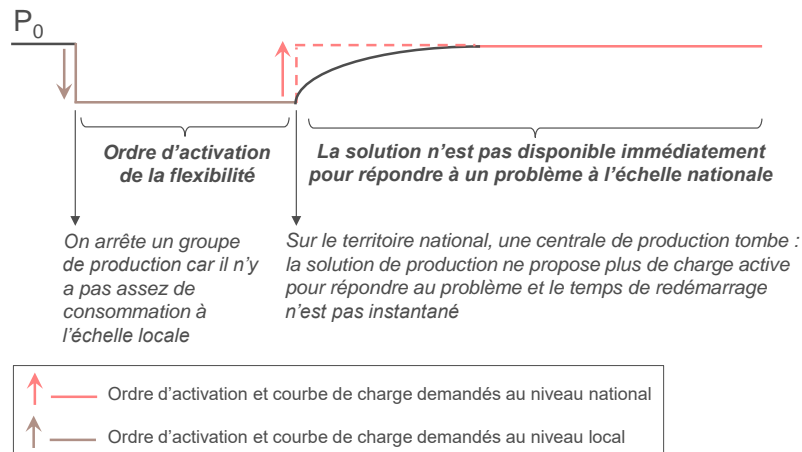 P0
Ordre d’activation
de la flexibilité
La solution n’est pas disponible immédiatement
pour répondre à un problème à l’échelle nationale
On arrête un groupe
de production car il n’y
a pas assez de
consommation à
l’échelle locale
Sur le territoire national, une centrale de production tombe :
la solution de production ne propose plus de charge active
pour répondre au problème et le temps de redémarrage
n’est pas instantané
Ordre d’activation et courbe de charge demandés au niveau national
Ordre d’activation et courbe de charge demandés au niveau local